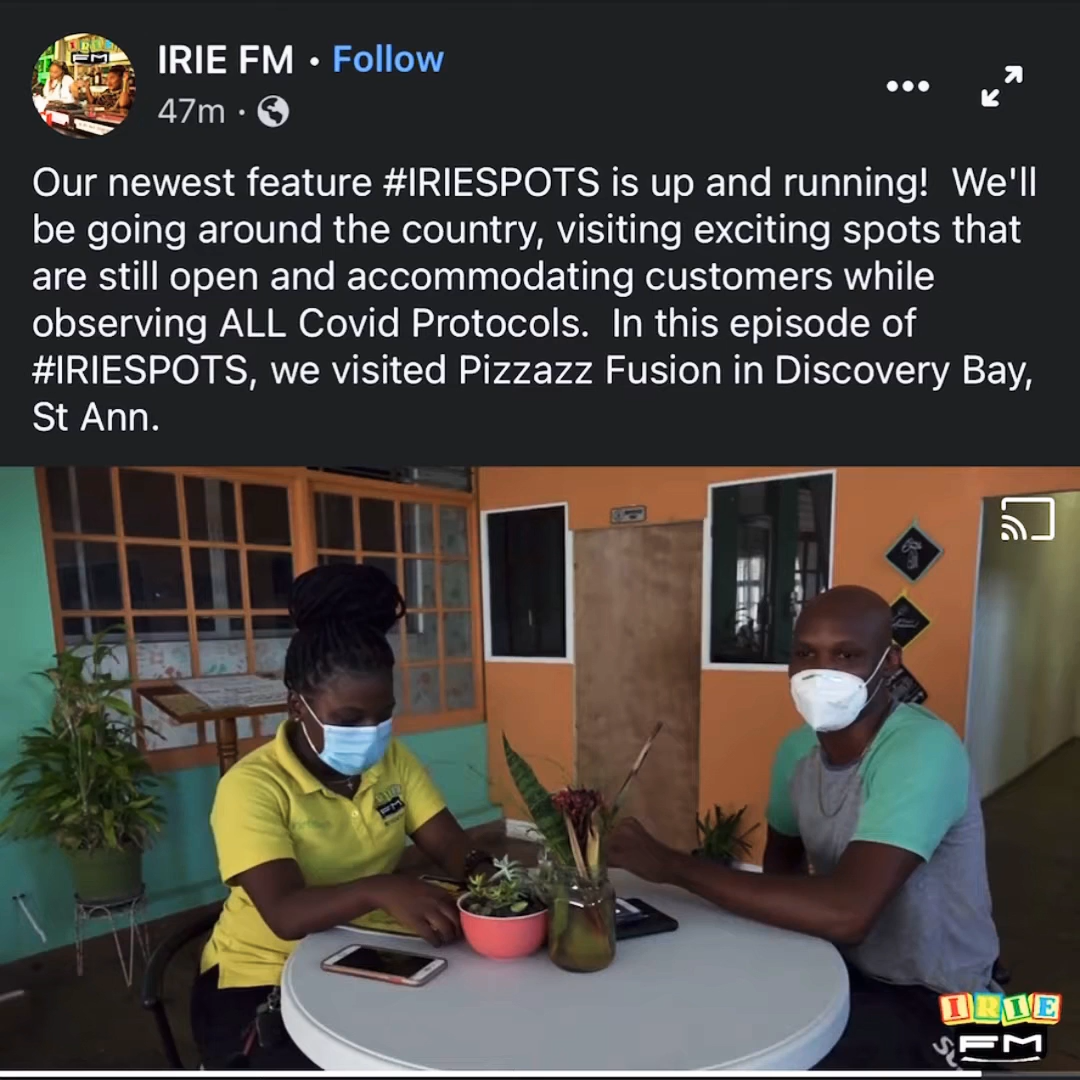 IRIE FM • Follow
47m ·
Our newest feature #IRIESPOTS is up and running!  We'll
be going around the country, visiting exciting spots that
are still open and accommodating customers while
observing ALL Covid Protocols.  In this episode of
#IRIESPOTS, we visited Pizzazz Fusion in Discovery Bay,
St Ann.
IRIE
FM